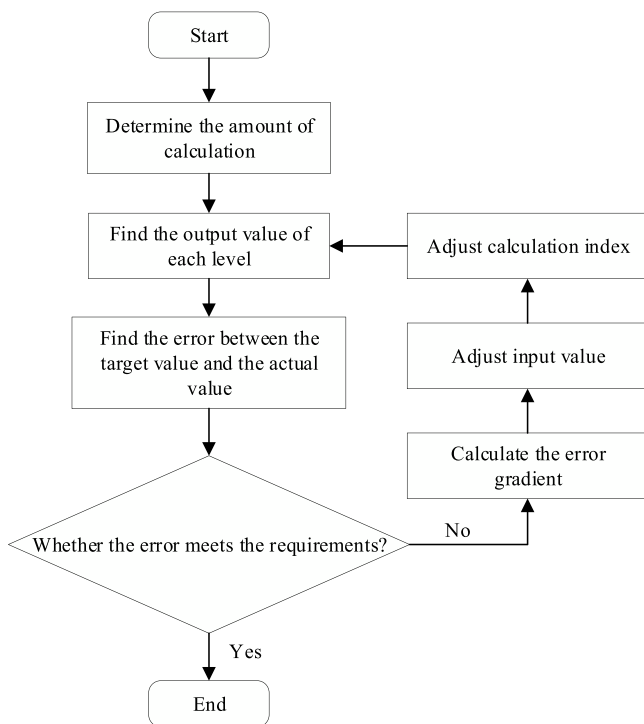 Start
Determine the amount of
calculation
Find the output value of
each level
Adjust calculation index
Find the error between the
target value and the actual
value
Adjust input value
Calculate the error
gradient
Whether the error meets the requirements?
No
Yes
End